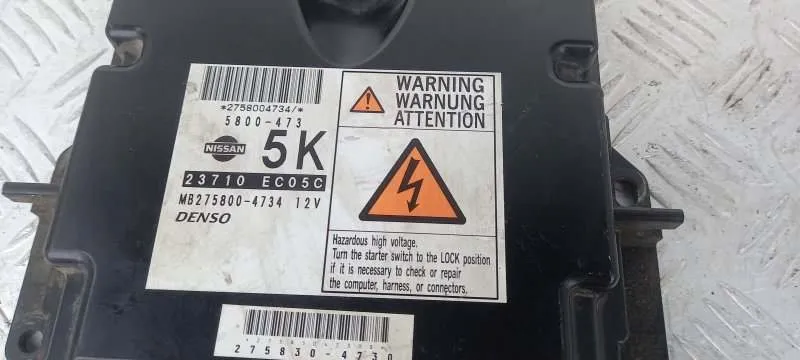 *2758004734/*
5800-473
NISSAN 5K
23710 EC05C
MB275800-4734 12V
DENSO
WARNING
WARNUNG
ATTENTION
Hazardous high voltage.
Turn the starter switch to the LOCK position
if it is necessary to check or repair
the computer, harness, or connectors.
275830-4730